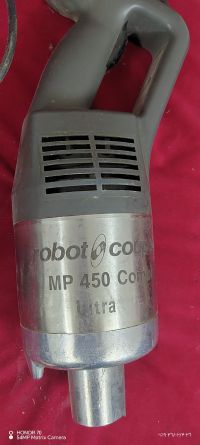 robot cou
MP 450 Com
Ultra
HONOR 70
54MP Matrix Camera